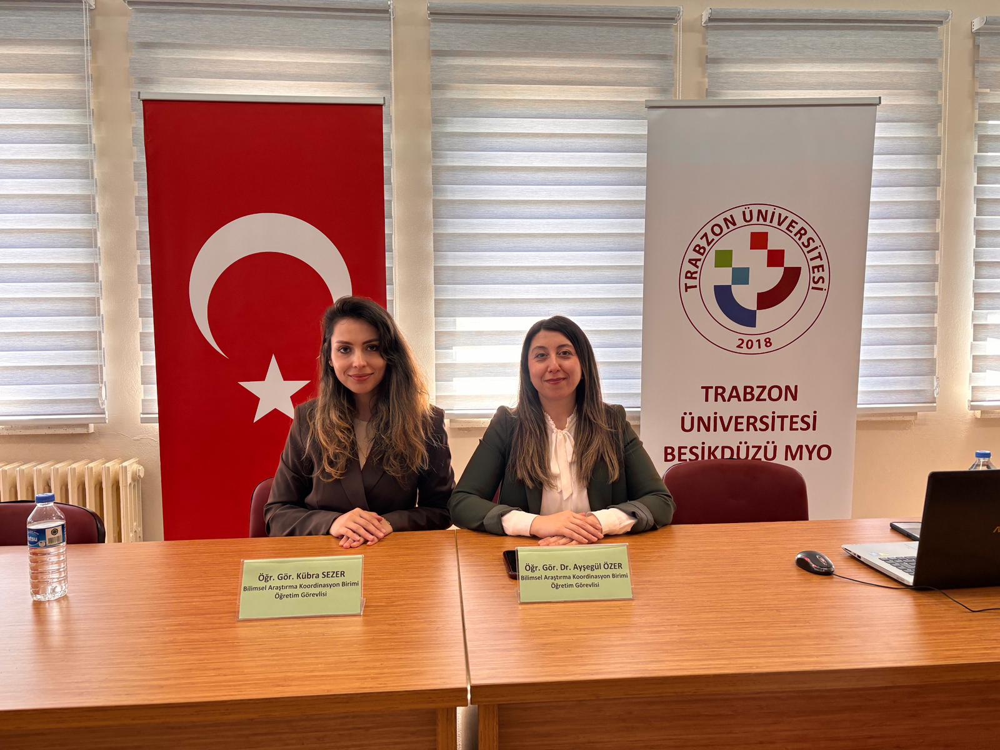 TRABZON ÜNİVERSİTESİ
2018
TRABZON
ÜNİVERSİTESİ
BEŞİKDÜZÜ MYO
Öğr. Gör. Kübra SEZER
Bilimsel Araştırma Koordinasyon Birimi
Öğretim Görevlisi
Öğr. Gör. Dr. Ayşegül ÖZER
Bilimsel Araştırma Koordinasyon Birimi
Öğretim Görevlisi